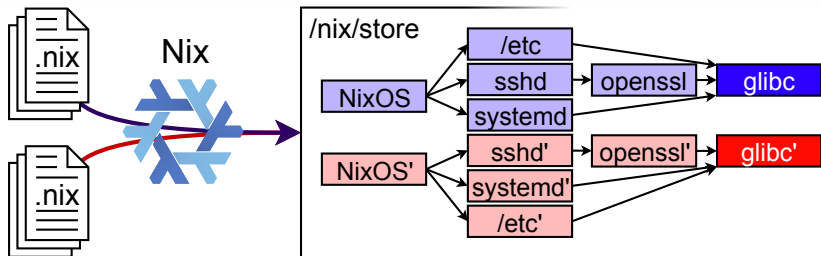 .nix
Nix
/nix/store
/etc
sshd
openssl
glibc
NixOS
systemd
.nix
NixOS'
sshd'
openssl'
glibc'
systemd'
/etc'